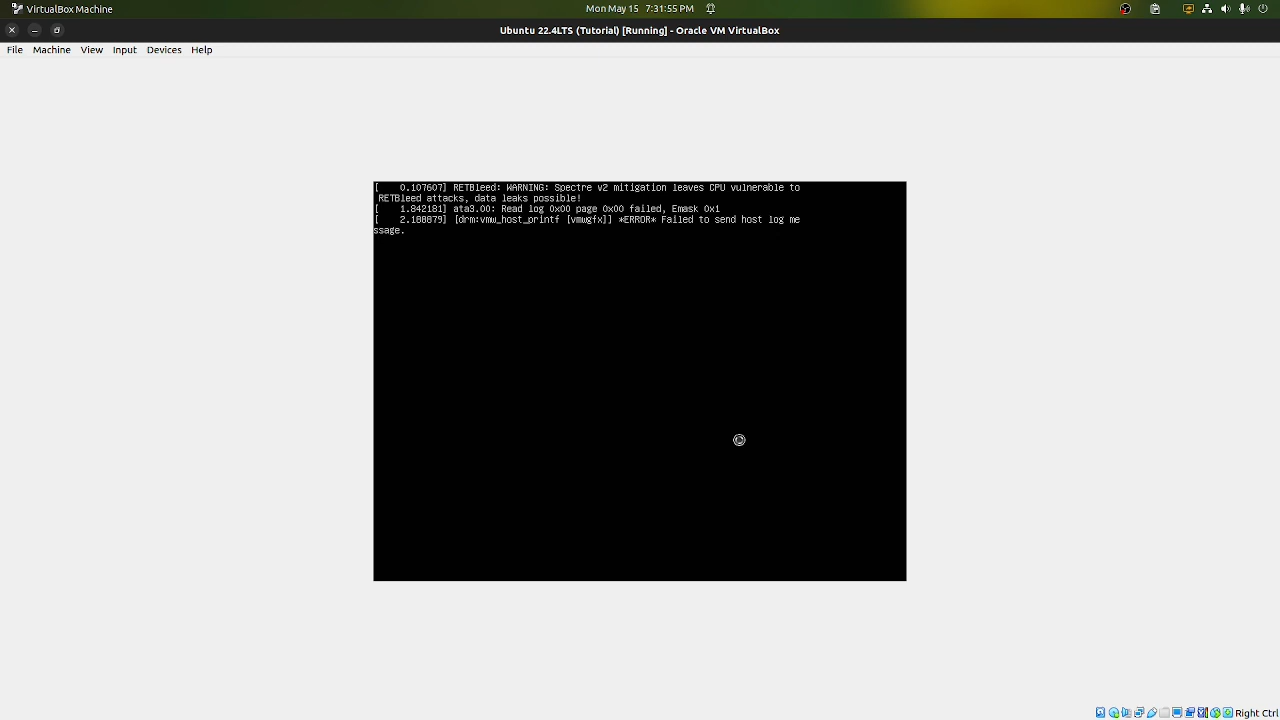 VirtualBox Machine
Mon May 15 7:31:55 PM
Ubuntu 22.4LTS (Tutorial) [Running] - Oracle VM VirtualBox
File Machine View Input Devices Help
[    0.107607] RETBleed: WARNING: Spectre v2 mitigation leaves CPU vulnerable to
RETBleed attacks, data leaks possible!
[    1.842181] ata3.00: Read log 0x00 page 0x00 failed, Emask 0x1
[    2.188879] [drm:vmw_host_printf [vmwgfx]] *ERROR* Failed to send host log me
ssage.
Right Ctrl